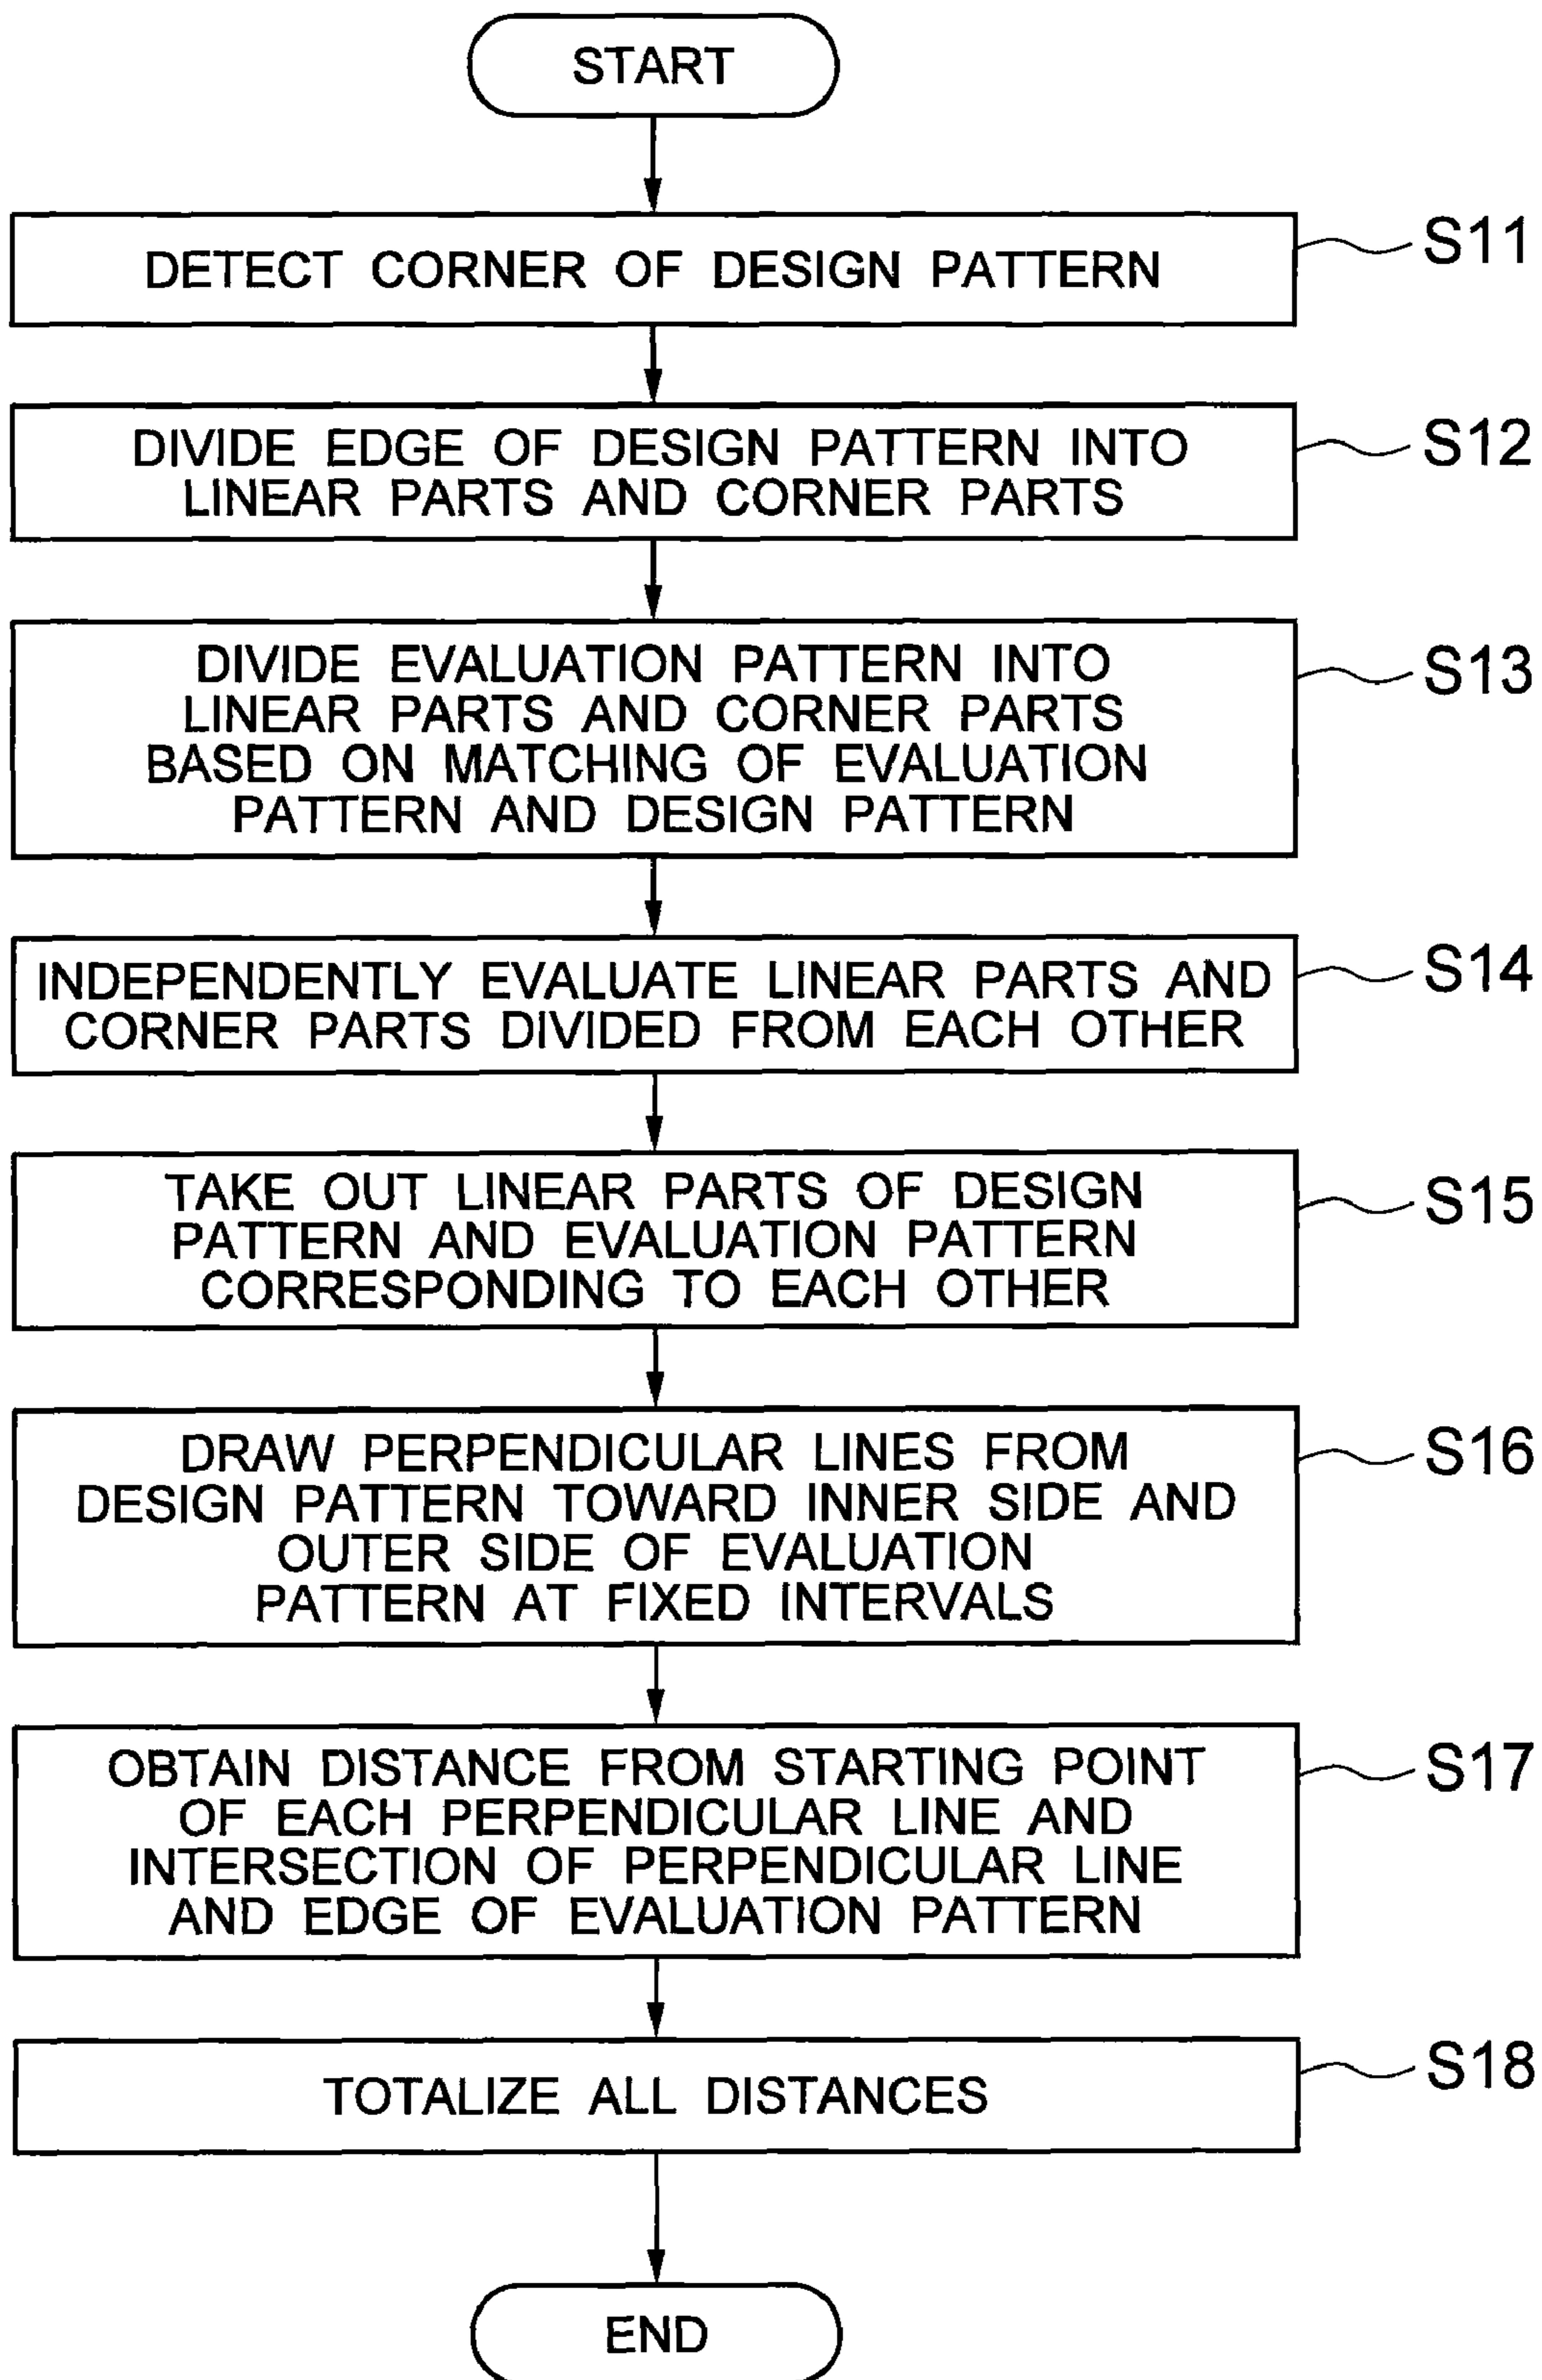 START
DETECT CORNER OF DESIGN PATTERN
S11
DIVIDE EDGE OF DESIGN PATTERN INTO
LINEAR PARTS AND CORNER PARTS
S12
DIVIDE EVALUATION PATTERN INTO
LINEAR PARTS AND CORNER PARTS
BASED ON MATCHING OF EVALUATION
PATTERN AND DESIGN PATTERN
S13
INDEPENDENTLY EVALUATE LINEAR PARTS AND
CORNER PARTS DIVIDED FROM EACH OTHER
S14
TAKE OUT LINEAR PARTS OF DESIGN
PATTERN AND EVALUATION PATTERN
CORRESPONDING TO EACH OTHER
S15
DRAW PERPENDICULAR LINES FROM
DESIGN PATTERN TOWARD INNER SIDE AND
OUTER SIDE OF EVALUATION
PATTERN AT FIXED INTERVALS
S16
OBTAIN DISTANCE FROM STARTING POINT
OF EACH PERPENDICULAR LINE AND
INTERSECTION OF PERPENDICULAR LINE
AND EDGE OF EVALUATION PATTERN
S17
TOTALIZE ALL DISTANCES
S18
END